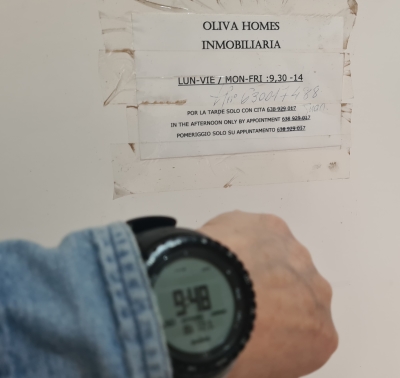 OLIVA HOMES
INMOBILIARIA
LUN-VIE / MON-FRI :9,30 -14
POR LA TARDE SOLO CON CITA 638 929 017
IN THE AFTERNOON ONLY BY APPOINTMENT 638 929 017
POMERIGGIO SOLO SU APPUNTAMENTO 638 929 017
9:48